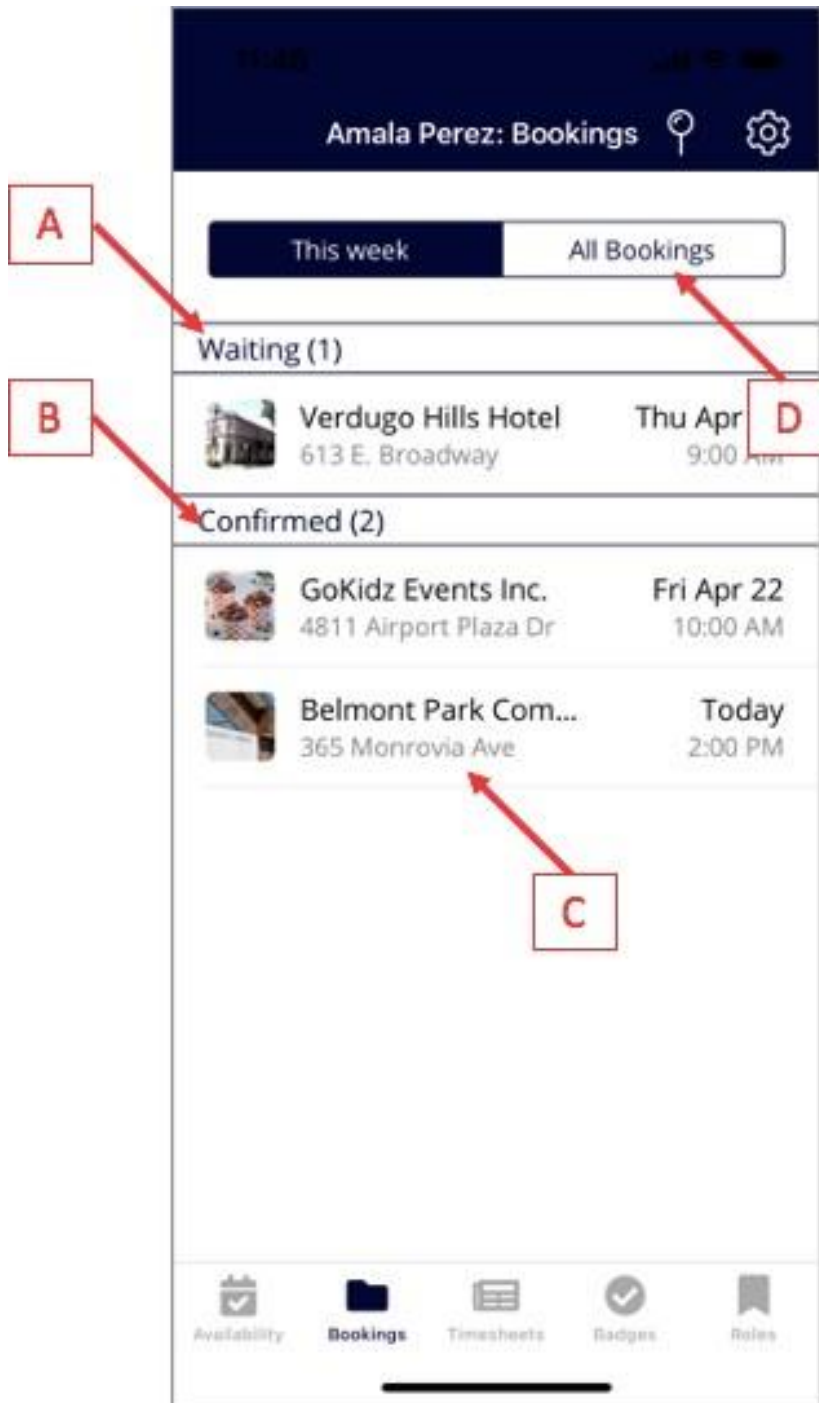 Amala Perez: Bookings
A
This week All Bookings
Waiting (1)
B
Verdugo Hills Hotel Thu Apr
D
613 E. Broadway 9:00 AM
Confirmed (2)
GoKidz Events Inc. Fri Apr 22
4811 Airport Plaza Dr 10:00 AM
Belmont Park Com... Today
365 Monrovia Ave 2:00 PM
C
Availability Bookings Timesheets Badges Roles